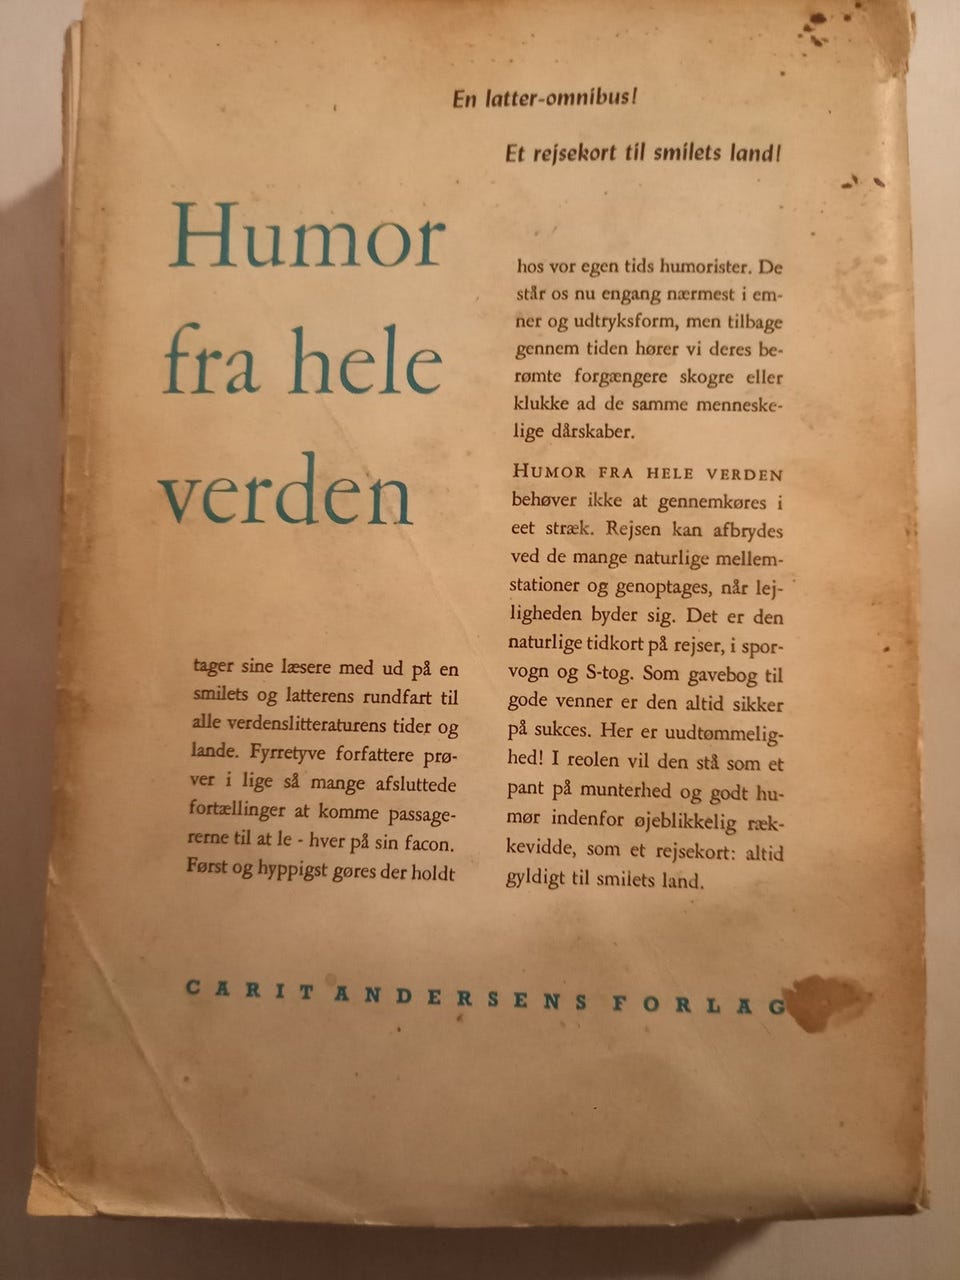 En latter-omnibus!
Et rejsekort til smilets land!
Humor
fra hele
verden
tager sine læsere med ud på en
smilets og latterens rundfart til
alle verdenslitteraturens tider og
lande. Fyrretyve forfattere prø-
ver i lige så mange afsluttede
fortællinger at komme passage-
rerne til at le - hver på sin facon.
Først og hyppigst gøres der holdt
hos vor egen tids humorister. De
står os nu engang nærmest i em-
ner og udtryksform, men tilbage
gennem tiden hører vi deres be-
rømte forgængere skogre eller
klukke ad de samme menneske-
lige dårskaber.
HUMOR FRA HELE VERDEN
behøver ikke at gennemkøres i
eet stræk. Rejsen kan afbrydes
ved de mange naturlige mellem-
stationer og genoptages, når lej-
ligheden byder sig. Det er den
naturlige tidkort på rejser, i spor-
vogn og S-tog. Som gavebog til
gode venner er den altid sikker
på sukces. Her er uudtømmelig-
hed! I reolen vil den stå som et
pant på munterhed og godt hu-
mør indenfor øjeblikkelig ræk-
kevidde, som et rejsekort: altid
gyldigt til smilets land.
CARIT ANDERSENS FORLAG